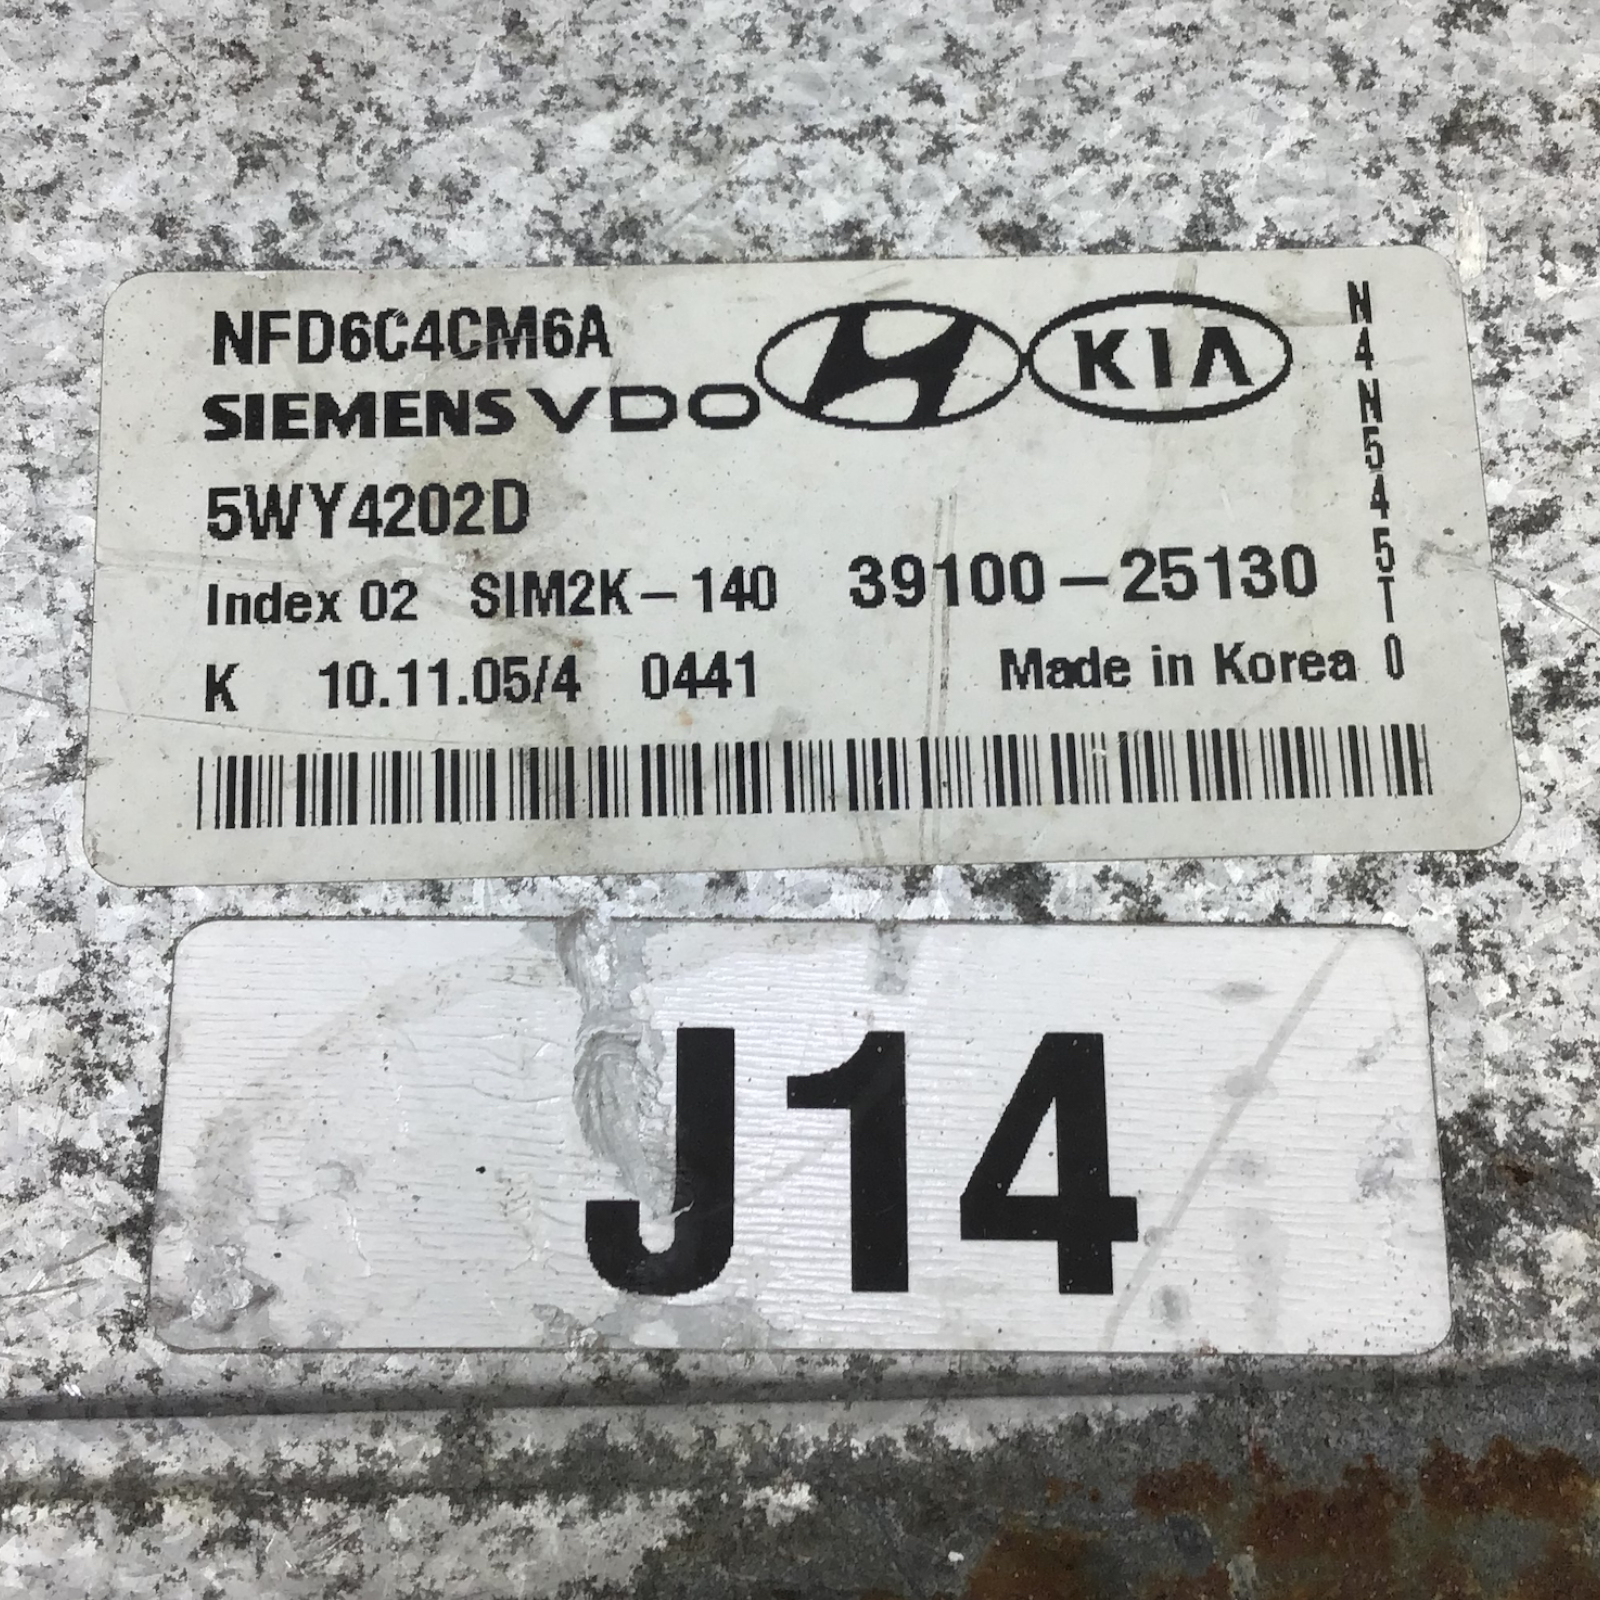 NFD6C4CM6A
SIEMENS VDO KIA
5WY4202D
Index 02 SIM2K-140 39100-25130
K 10.11.05/4 0441 Made in Korea
N4N545T0
J14